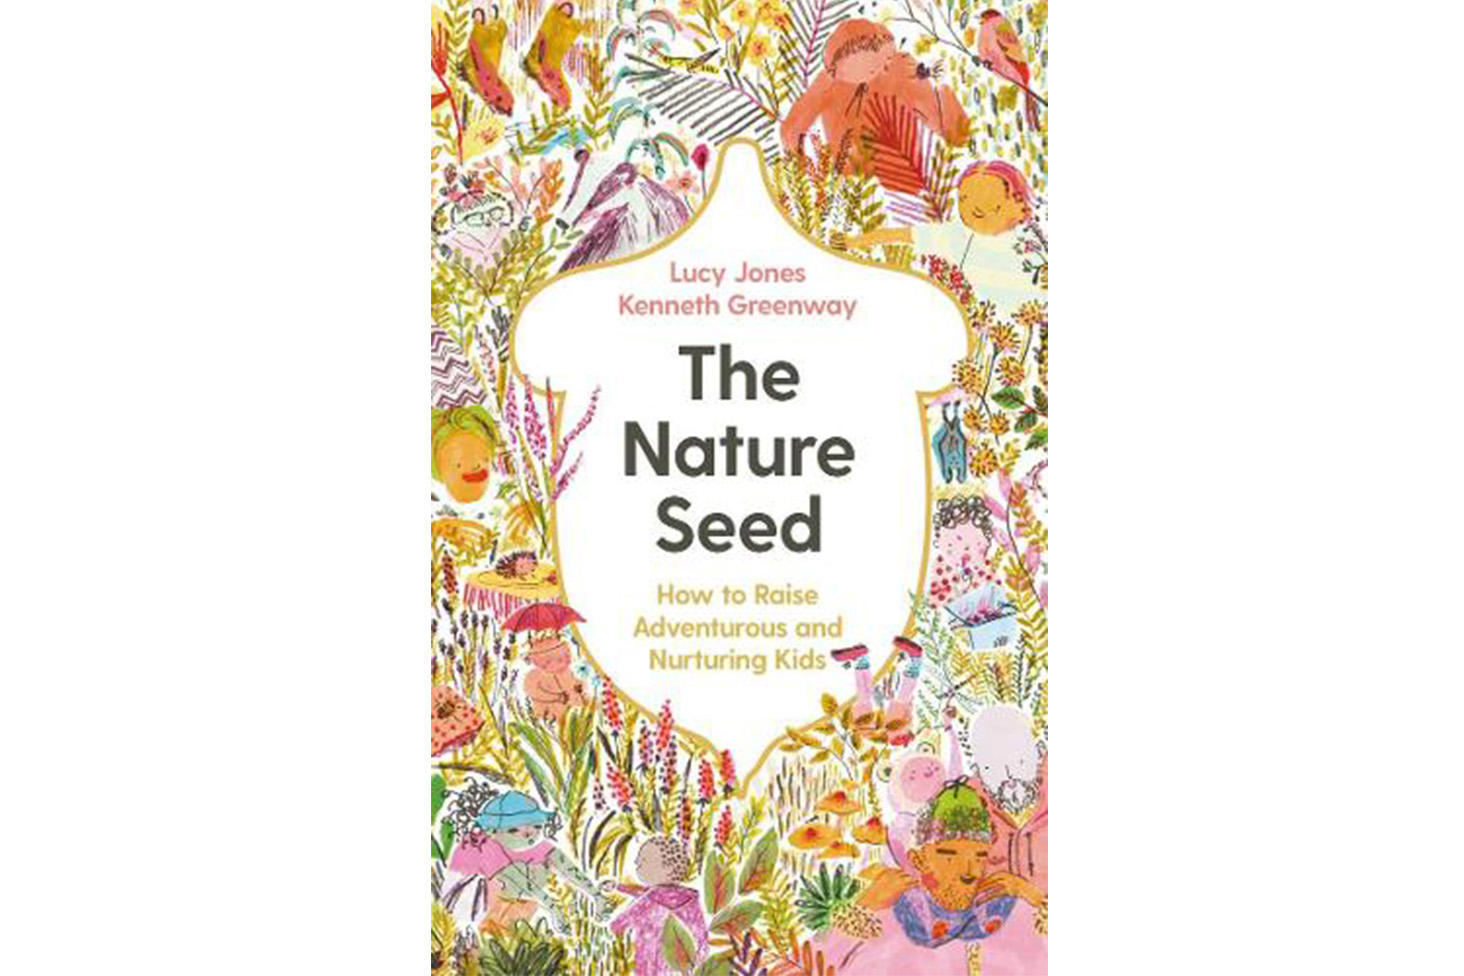 Lucy Jones
Kenneth Greenway
The
Nature
Seed
How to Raise
Adventurous and
Nurturing Kids